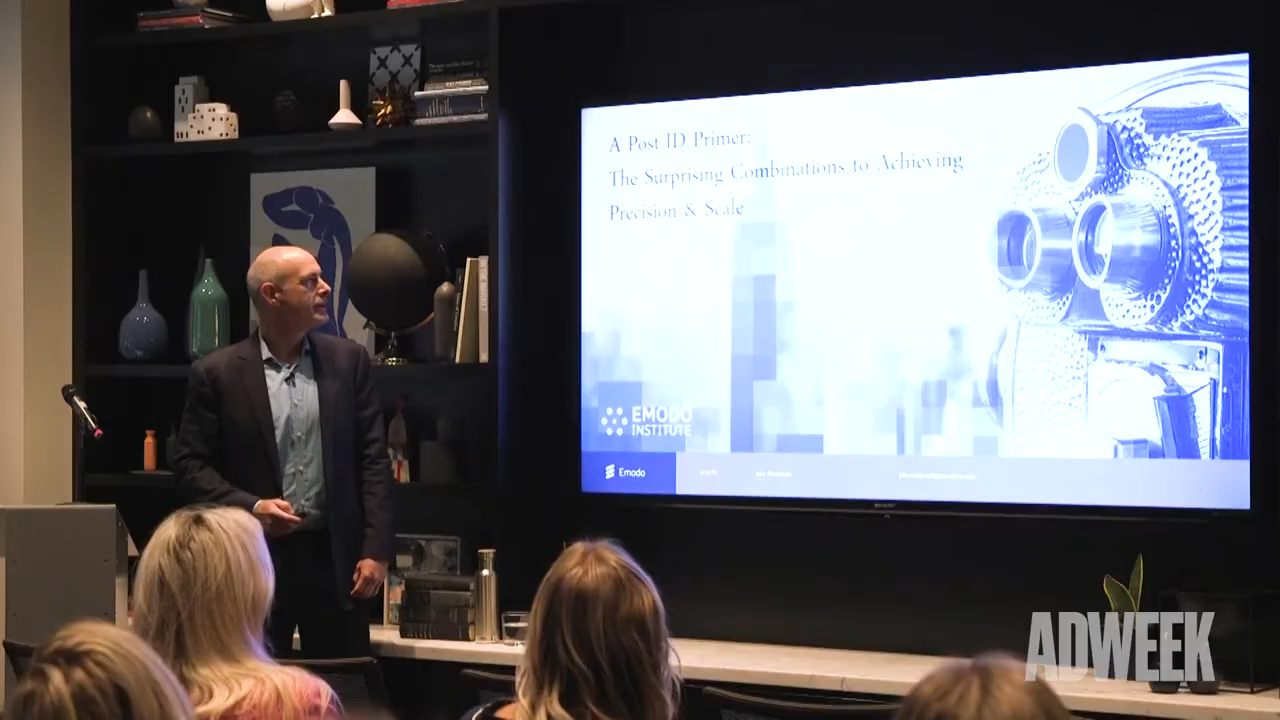 A Post ID Primer:
The Surprising Combinations to Achieving
Precision & Scale
EMODO
INSTITUTE
Emodo
ADWEEK